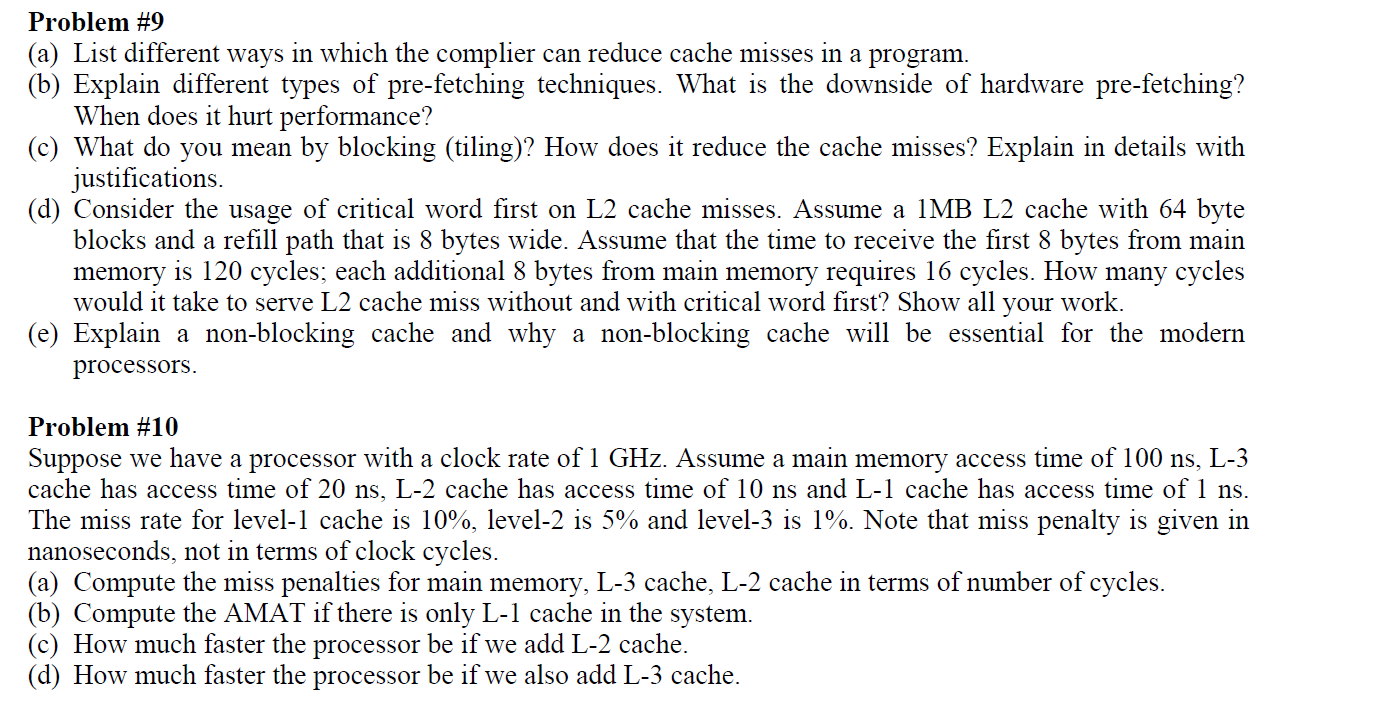 Problem #9
(a) List different ways in which the complier can reduce cache misses in a program.
(b) Explain different types of pre-fetching techniques. What is the downside of hardware pre-fetching?
When does it hurt performance?
(c) What do you mean by blocking (tiling)? How does it reduce the cache misses? Explain in details with
justifications.
(d) Consider the usage of critical word first on L2 cache misses. Assume a 1MB L2 cache with 64 byte
blocks and a refill path that is 8 bytes wide. Assume that the time to receive the first 8 bytes from main
memory is 120 cycles; each additional 8 bytes from main memory requires 16 cycles. How many cycles
would it take to serve L2 cache miss without and with critical word first? Show all your work.
(e) Explain a non-blocking cache and why a non-blocking cache will be essential for the modern
processors.
Problem #10
Suppose we have a processor with a clock rate of 1 GHz. Assume a main memory access time of 100 ns, L-3
cache has access time of 20 ns, L-2 cache has access time of 10 ns and L-1 cache has access time of 1 ns.
The miss rate for level-1 cache is 10%, level-2 is 5% and level-3 is 1%. Note that miss penalty is given in
nanoseconds, not in terms of clock cycles.
(a) Compute the miss penalties for main memory, L-3 cache, L-2 cache in terms of number of cycles.
(b) Compute the AMAT if there is only L-1 cache in the system.
(c) How much faster the processor be if we add L-2 cache.
(d) How much faster the processor be if we also add L-3 cache.